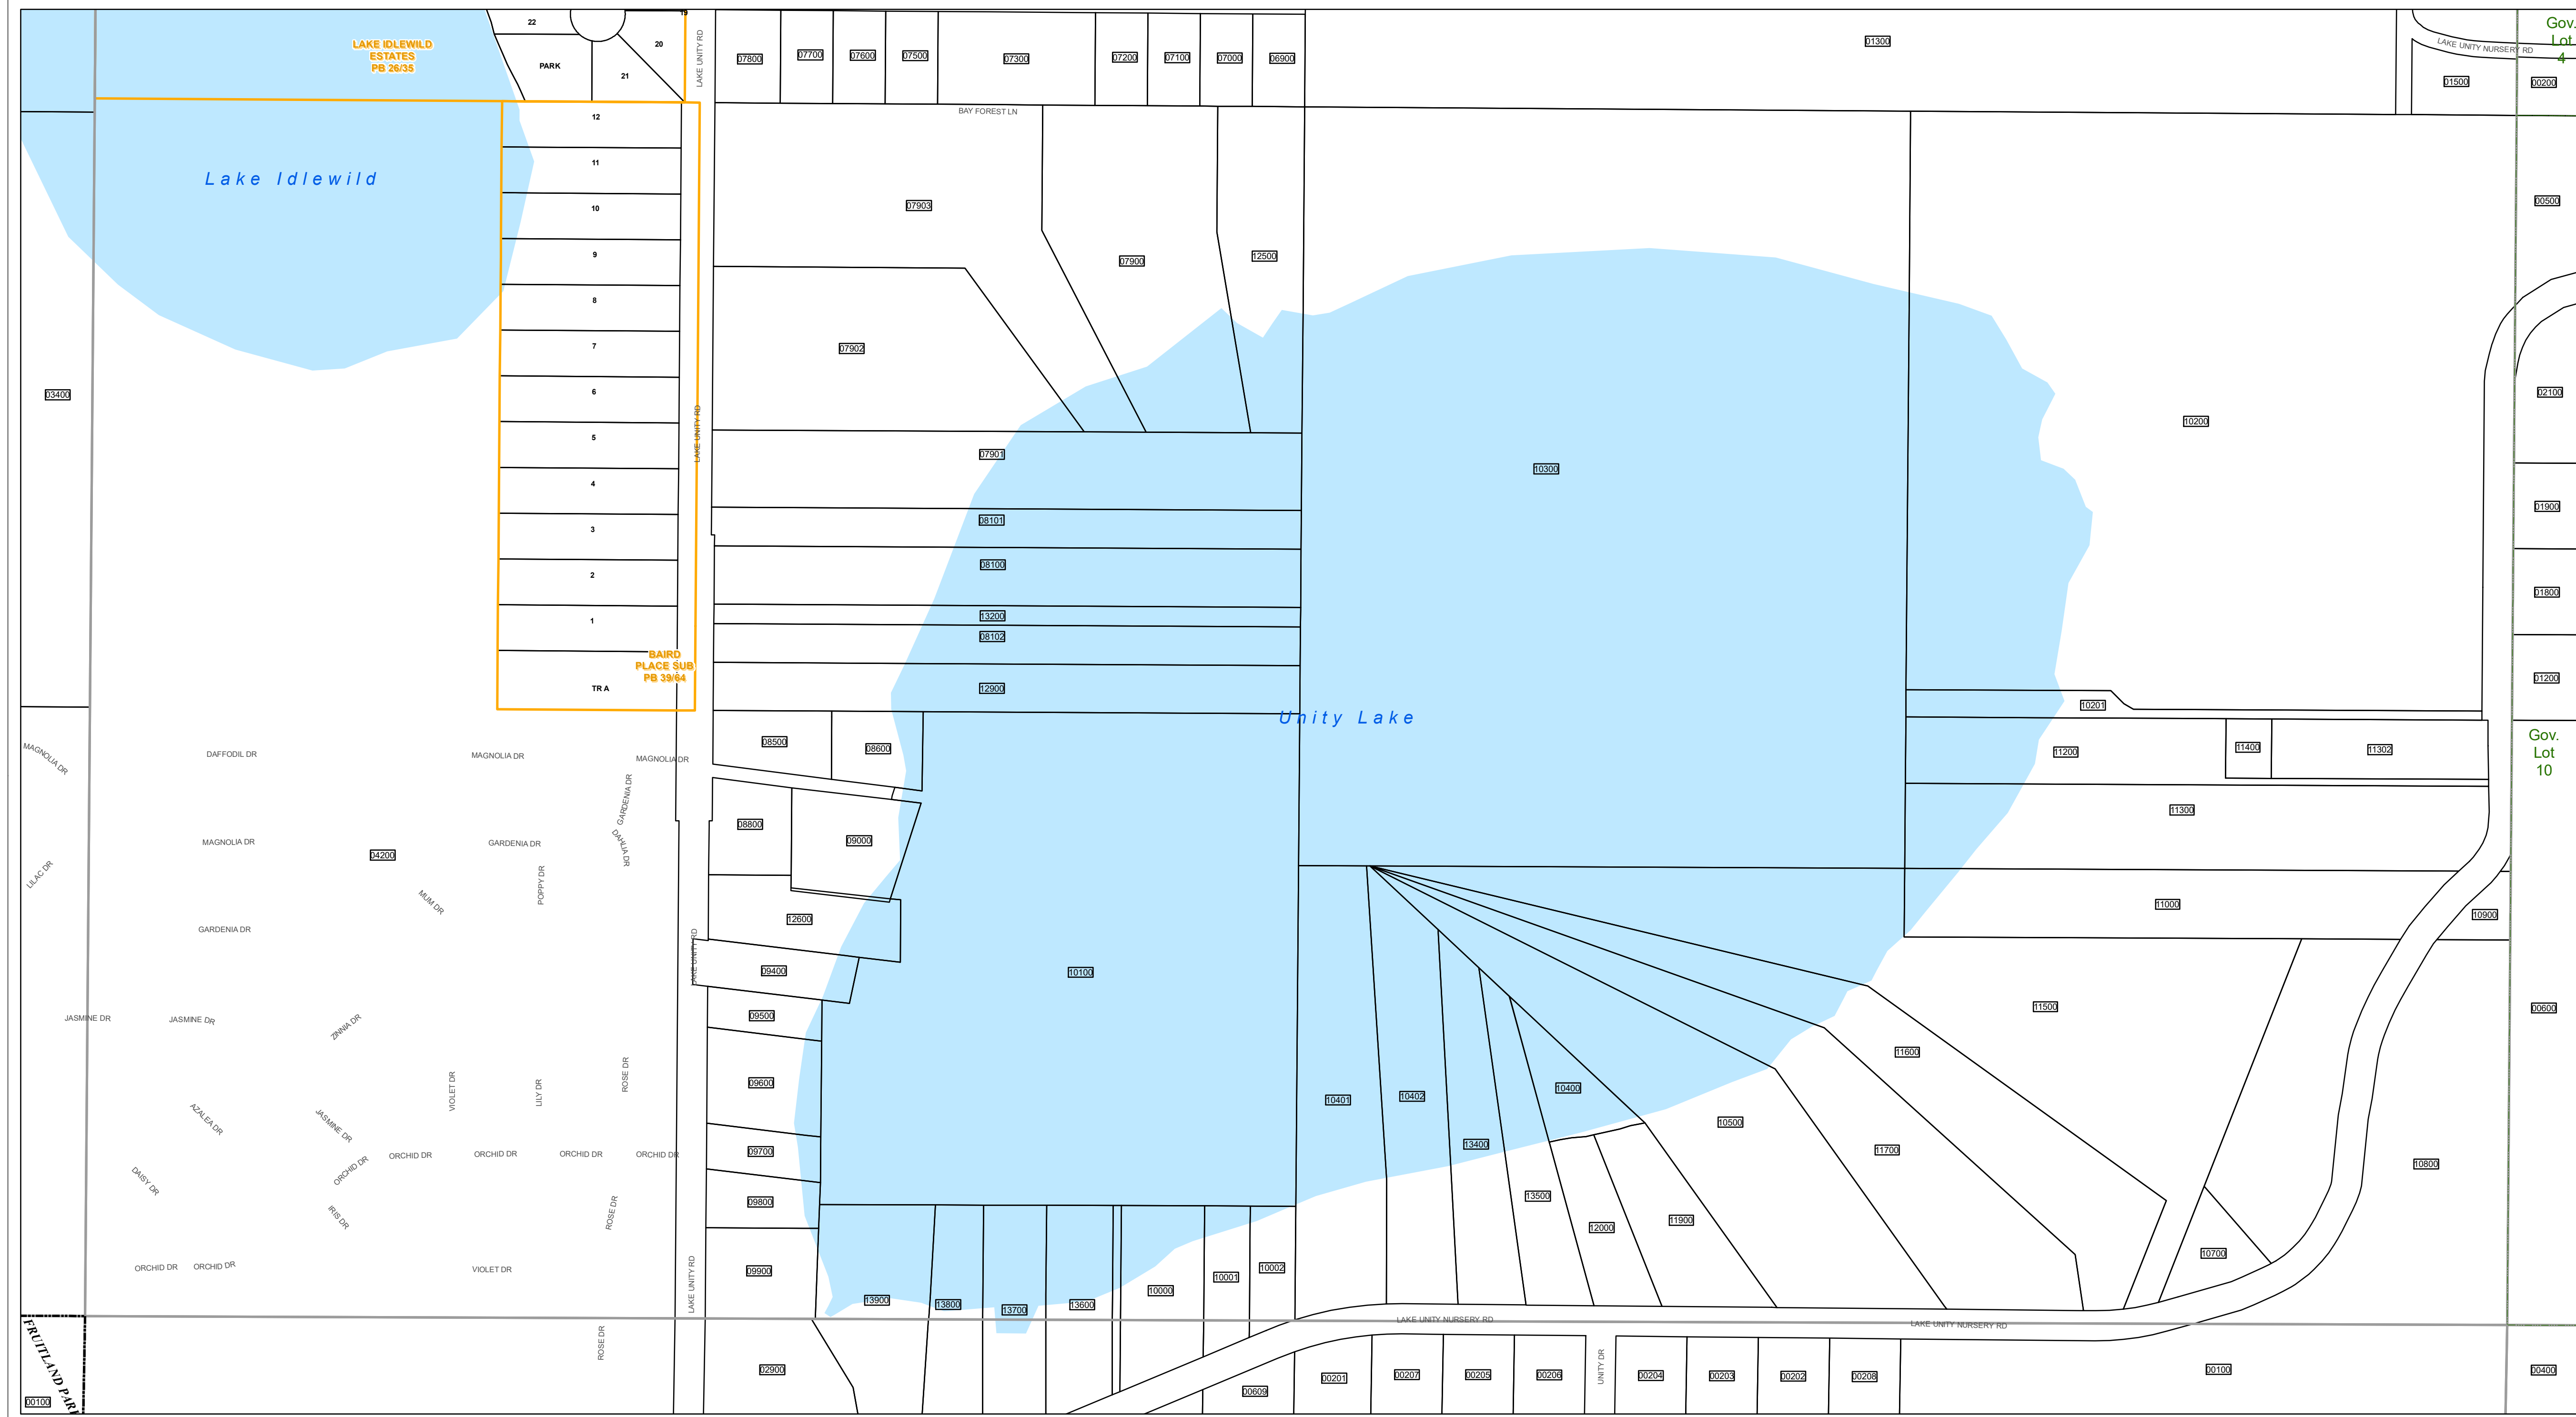 22
19
20
PARK
21
LAKE IDLEWILD
ESTATES
PB 26/35
LAKE UNITY RD
07800
07700
07600
07500
07300
07200
07100
07000
06900
01300
LAKE UNITY NURSERY RD
01500
00200
Gov.
Lot
4
BAY FOREST LN
12
11
10
9
8
7
6
5
4
3
2
1
TR A
Lake Idlewild
03400
LAKE UNITY RD
BAIRD
PLACE SUB
PB 39/64
07903
07900
12500
07902
07901
08101
08100
13200
08102
12900
10300
10200
00500
02100
01900
01800
01200
Unity Lake
10201
11200
11400
11302
11300
11000
10900
Gov.
Lot
10
08500
08600
08800
09000
12600
09400
LAKE UNITY RD
09500
09600
09700
09800
09900
10100
MAGNOLIA DR
DAFFODIL DR
MAGNOLIA DR
MAGNOLIA DR
GARDENIA DR
DAHLIA DR
MAGNOLIA DR
04200
GARDENIA DR
POPPY DR
LILAC DR
MUM DR
GARDENIA DR
JASMINE DR
JASMINE DR
ZINNIA DR
VIOLET DR
LILY DR
ROSE DR
AZALEA DR
JASMINE DR
ORCHID DR
ORCHID DR
ORCHID DR
ORCHID DR
ORCHID DR
DAISY DR
IRIS DR
ROSE DR
ORCHID DR
ORCHID DR
VIOLET DR
LAKE UNITY RD
ROSE DR
10401
10402
13400
10400
10500
11500
11600
11700
13500
12000
11900
10800
10700
00600
13900
13800
13700
13600
10000
10001
10002
LAKE UNITY NURSERY RD
LAKE UNITY NURSERY RD
FRUITLAND PARK
00100
02900
00609
00201
00207
00205
00206
UNITY DR
00204
00203
00202
00208
00100
00400